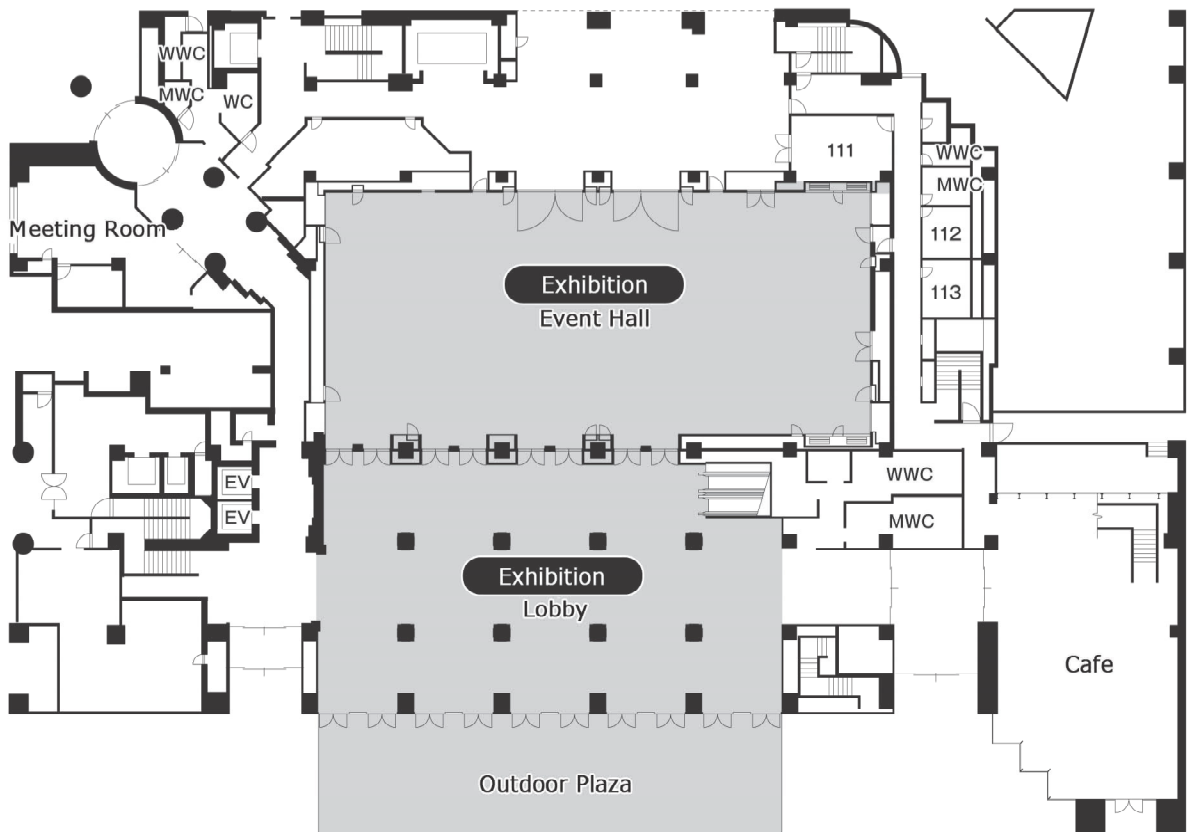 WWC
MWC
WC
111
WWC
MWC
Meeting Room
112
Exhibition
113
Event Hall
EV
WWC
EV
MWC
Exhibition
Lobby
Cafe
Outdoor Plaza